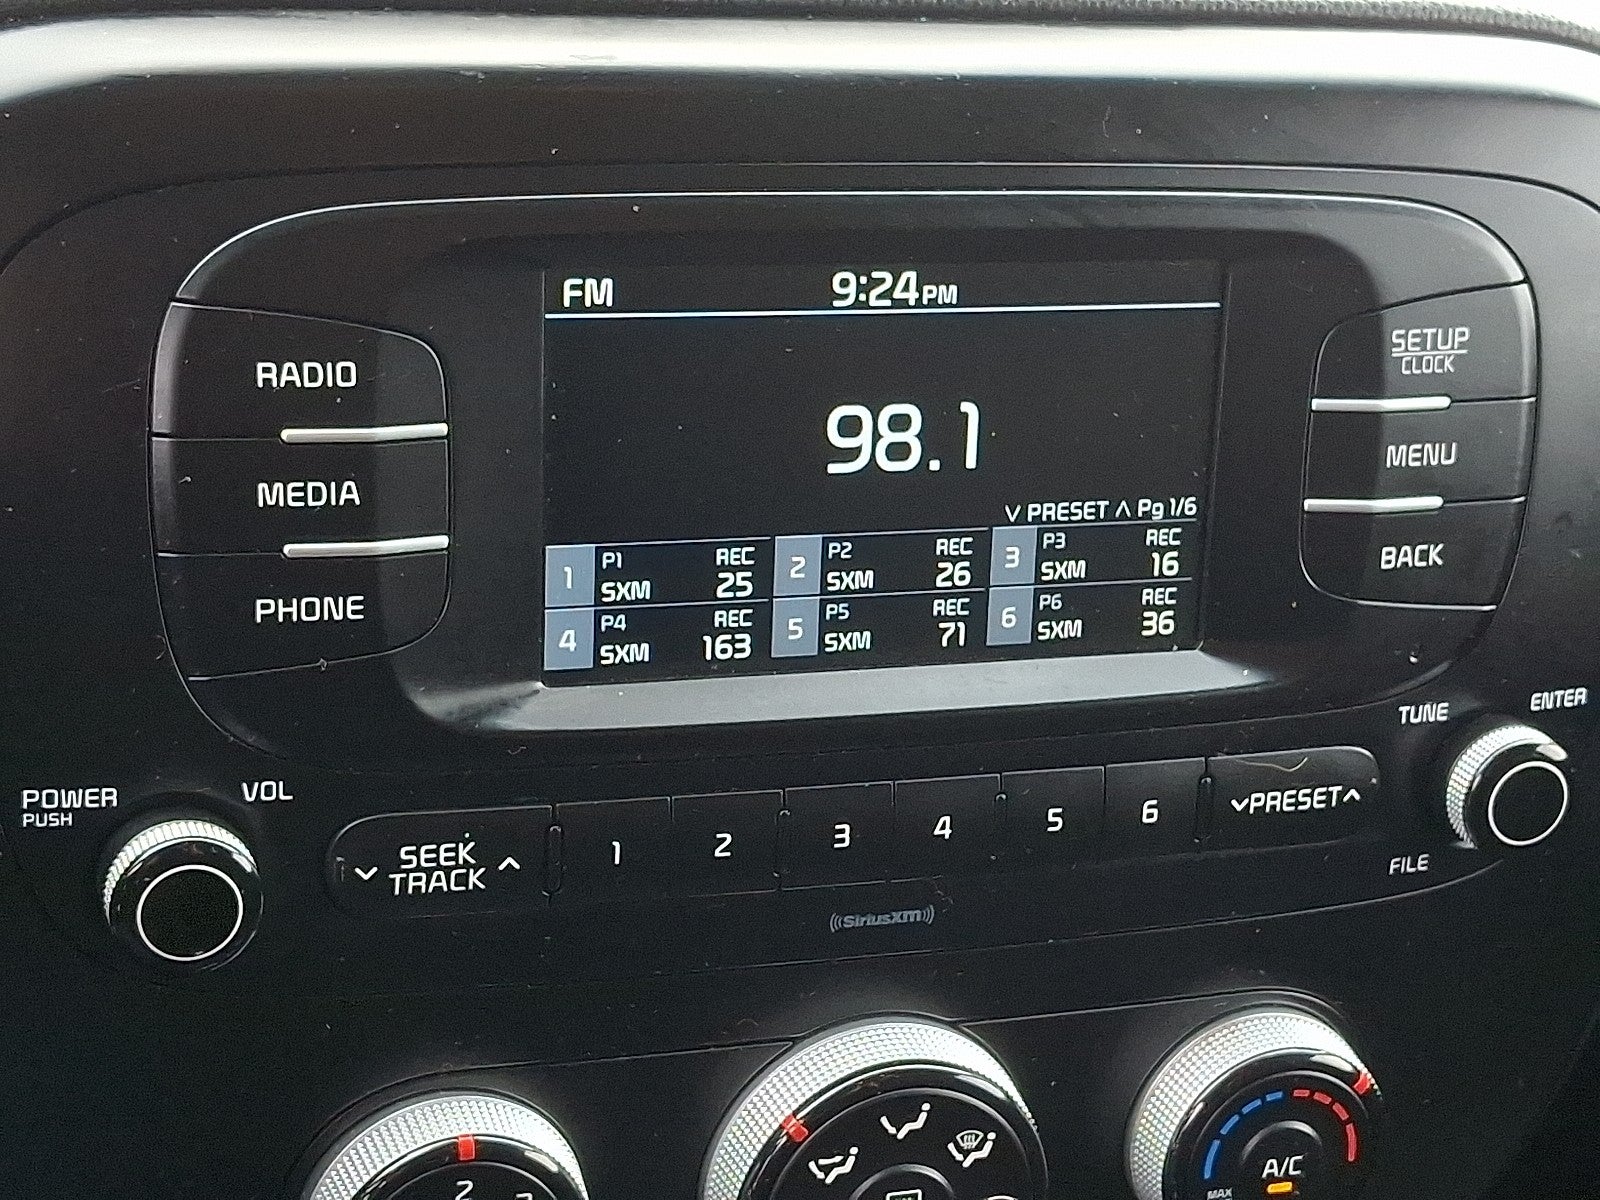 FM 9:24PM
RADIO
SETUP
CLOCK
98.1
MENU
MEDIA
PRESET Pg 1/6
1 P1 REC 2 P2 REC 3 P3 REC
SXM 25 SXM 26 SXM 16
BACK
PHONE
4 P4 REC 5 P5 REC 6 P6 REC
SXM 163 SXM 71 SXM 36
TUNE ENTER
POWER VOL
PUSH
SEEK
TRACK
1 2 3 4 5 6 PRESET
FILE
((SiriusXM))
2 3
A/C
MAX